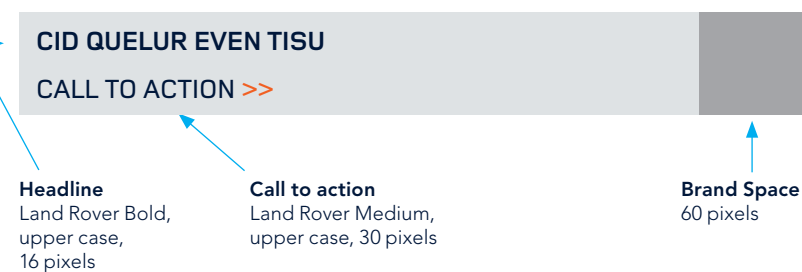 CID QUELUR EVEN TISU
CALL TO ACTION >>
Headline
Land Rover Bold,
upper case,
16 pixels
Call to action
Land Rover Medium,
upper case, 30 pixels
Brand Space
60 pixels